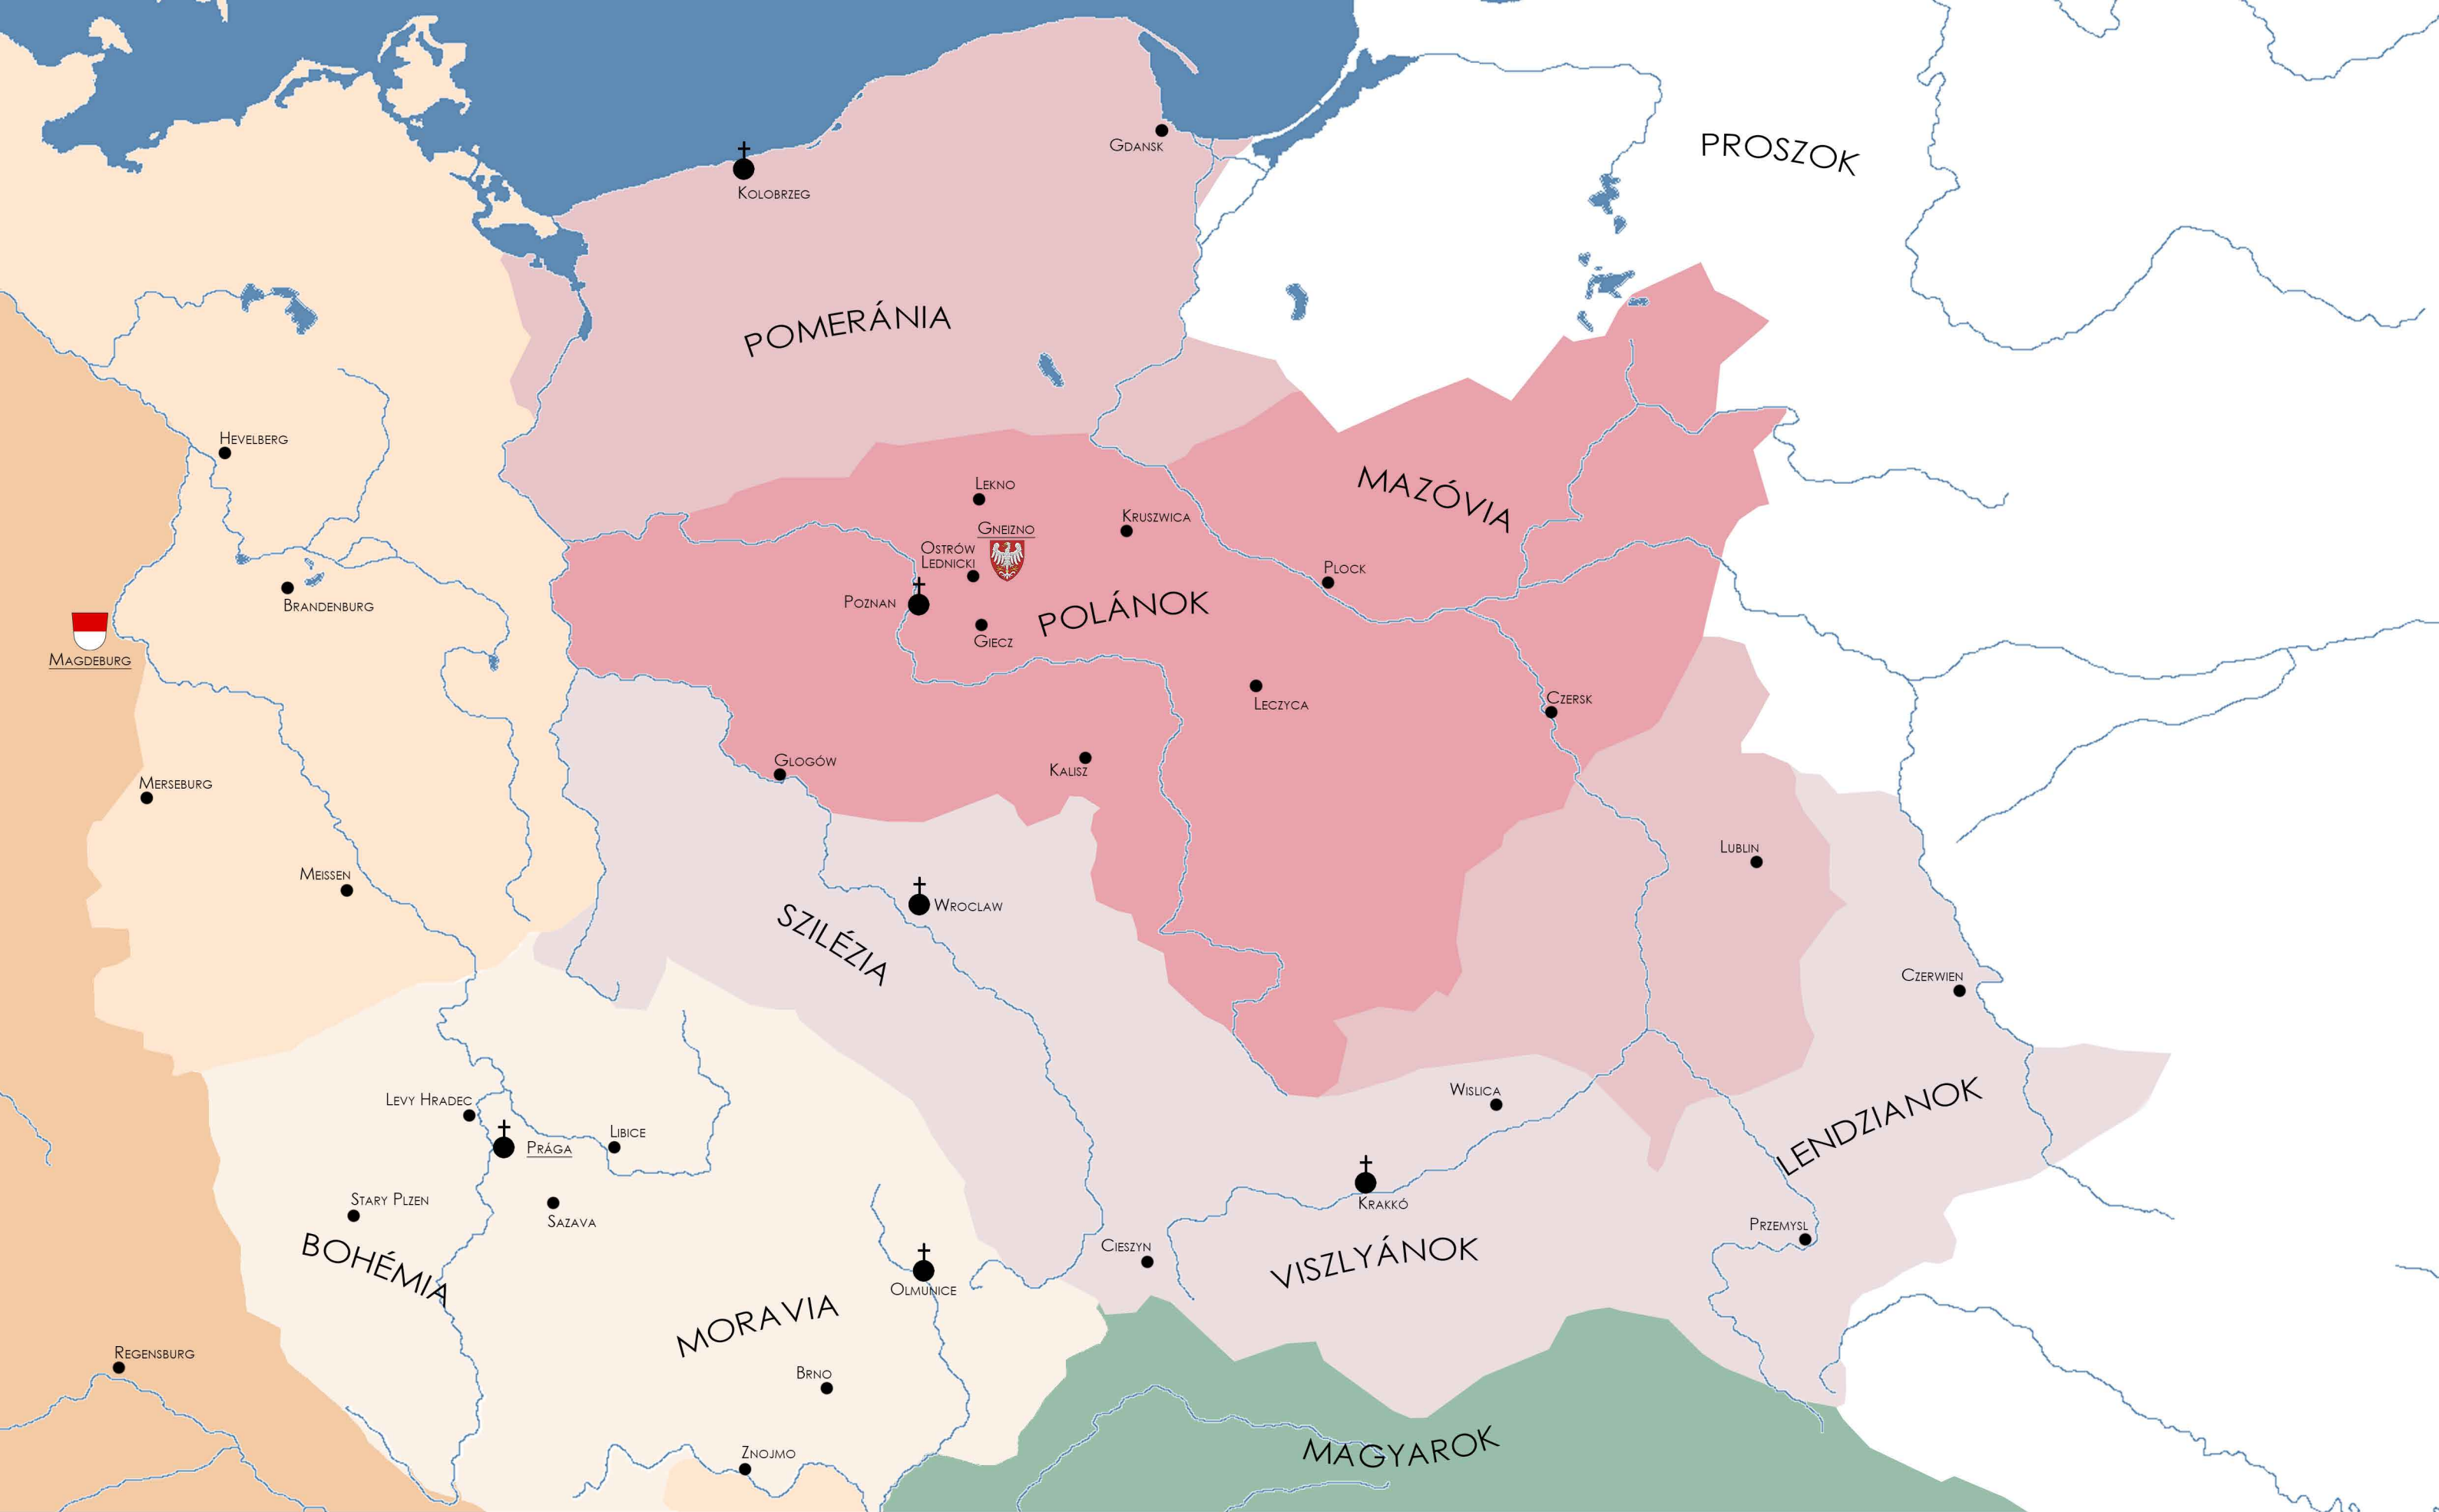 PROSZOK
GDANSK
KOLOBRZEG
POMERÁNIA
HEVELBERG
LEKNO
MAZÓVIA
KRUSZWICA
GNEIZNO
OSTRÓW
LEDNICKI
PLOCK
POZNAN
POLÁNOK
BRANDENBURG
GIECZ
MAGDEBURG
CZERSK
LECZYCA
GLOGÓW
KALISZ
MERSEBURG
LUBLIN
MEISSEN
WROCLAW
SZILÉZIA
CZERWIEN
WISLICA
LEVY HRADEC
LENDZIANOK
LIBICE
PRÁGA
STARY PLZEN
KRAKKÓ
SAZAVA
PRZEMYSL
CIESZYN
VISZLYÁNOK
BOHÉMIA
OLMUNICE
MORAVIA
REGENSBURG
BRNO
MAGYAROK
ZNOJMO